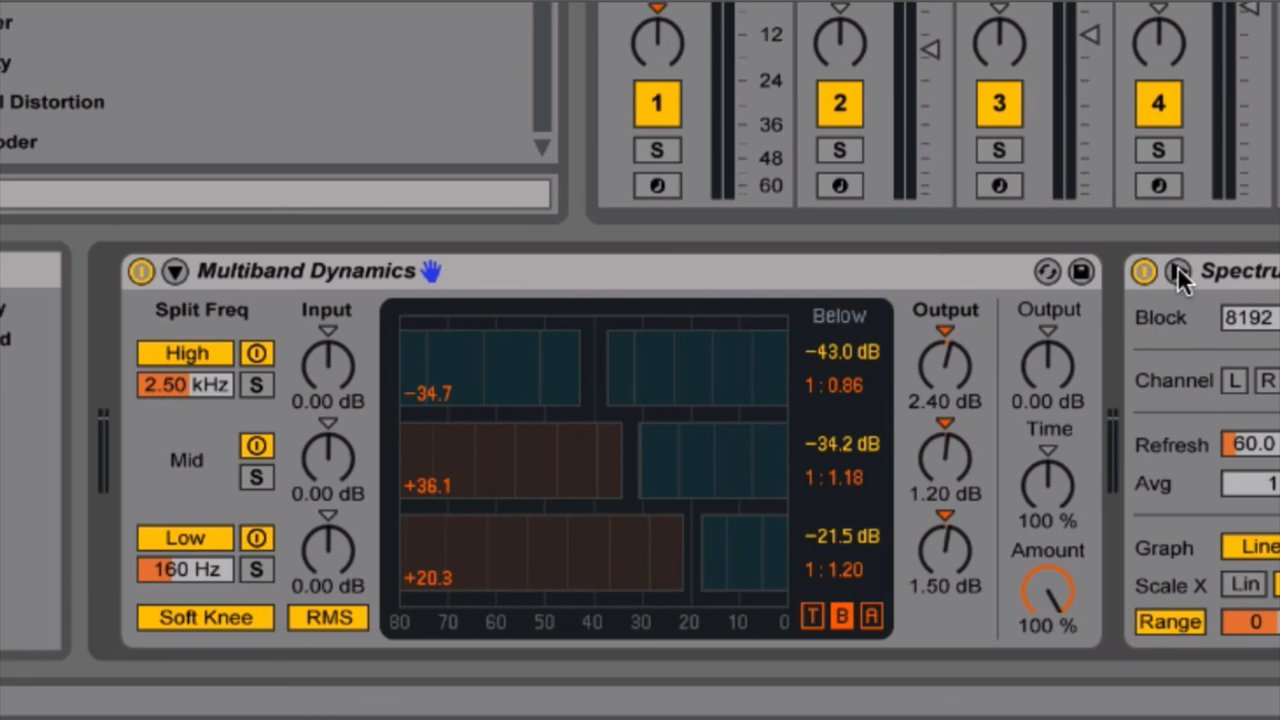 er
ty
l Distortion
oder
12
24
36
48
60
1 2 3 4
S S S S
Multiband Dynamics
Split Freq Input Below Output Output
High
2.50 kHz S
0.00 dB
-34.7
-43.0 dB
1 : 0.86
2.40 dB
0.00 dB
Time
Mid
S
0.00 dB
+36.1
-34.2 dB
1 : 1.18
1.20 dB
100 %
Amount
Low
160 Hz S
0.00 dB
+20.3
-21.5 dB
1 : 1.20
1.50 dB
100 %
Soft Knee RMS
80 70 60 50 40 30 20 10 0
T B A
Spectru
Block 8192
Channel L R
Refresh 60.0
Avg 1
Graph Line
Scale X Lin
Range 0
y
d